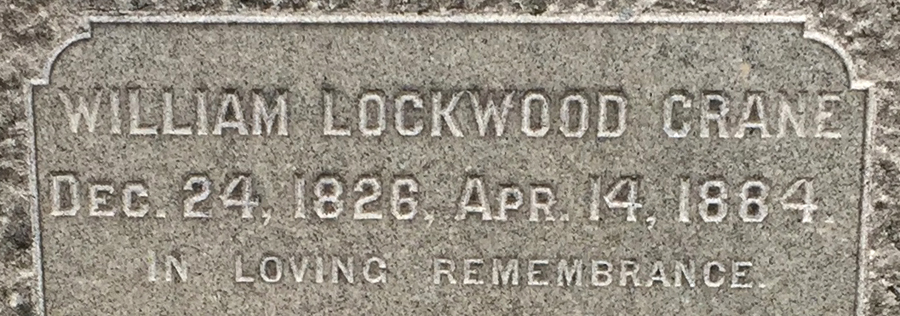 WILLIAM LOCKWOOD CRANE
DEC. 24, 1826, APR. 14, 1884.
IN LOVING REMEMBRANCE.